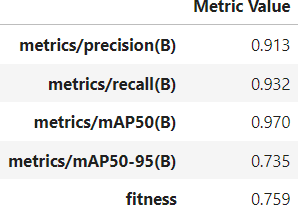 Metric Value
metrics/precision(B) 0.913
metrics/recall(B) 0.932
metrics/mAP50(B) 0.970
metrics/mAP50-95(B) 0.735
fitness 0.759